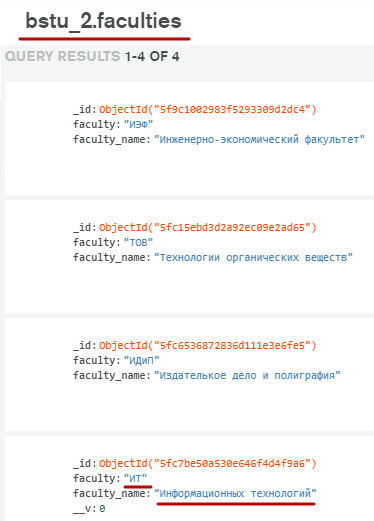 bstu_2.faculties
QUERY RESULTS 1-4 OF 4
_id: ObjectId("5f9c1002983f5293309d2dc4")
faculty: "ИЭФ"
faculty_name: "Инженерно-экономический факультет"
_id: ObjectId("5fc15ebd3d2a92ec09e2ad65")
faculty: "ТОВ"
faculty_name: "Технологии органических веществ"
_id: ObjectId("5fc6536872836d111e3e6fe5")
faculty: "ИДиП"
faculty_name: "Издателькое дело и полиграфия"
_id: ObjectId("5fc7be50a530e646f4d4f9a6")
faculty: "ИТ"
faculty_name: "Информационных технологий"
__v: 0